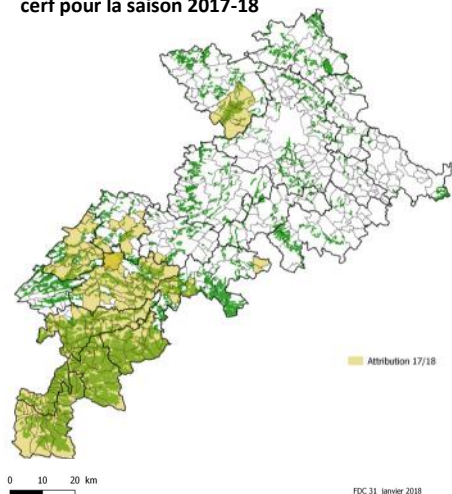 cerf pour la saison 2017-18
Attribution 17/18
0 10 20 km
FDC 31 janvier 2018